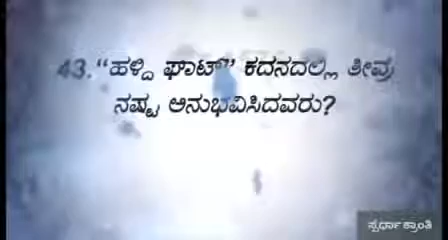 43. "ಹಳ್ದಿ ಘಾಟ್" ಕದನದಲ್ಲಿ ತೀವ್ರ
ನಷ್ಟ ಅನುಭವಿಸಿದವರು?
ಸ್ಪರ್ಧಾ ಕ್ರಾಂತಿ